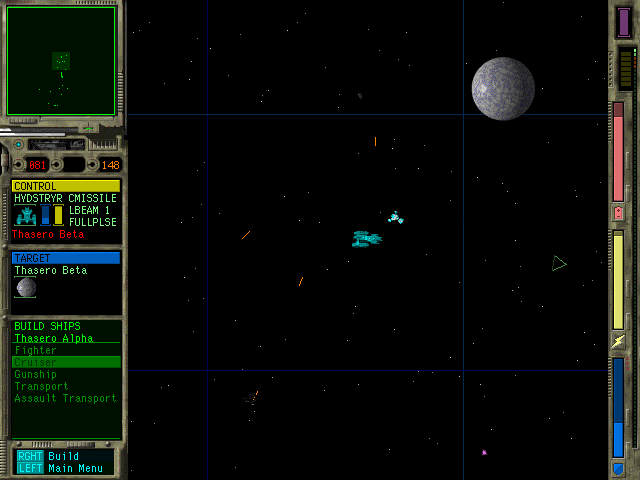 081 148
CONTROL
HVDSTRYR CMISSILE
LBEAM 1
FULLPLSE
Thasero Beta
TARGET
Thasero Beta
BUILD SHIPS
Thasero Alpha
Fighter
Cruiser
Gunship
Transport
Assault Transport
RGHT Build
LEFT Main Menu